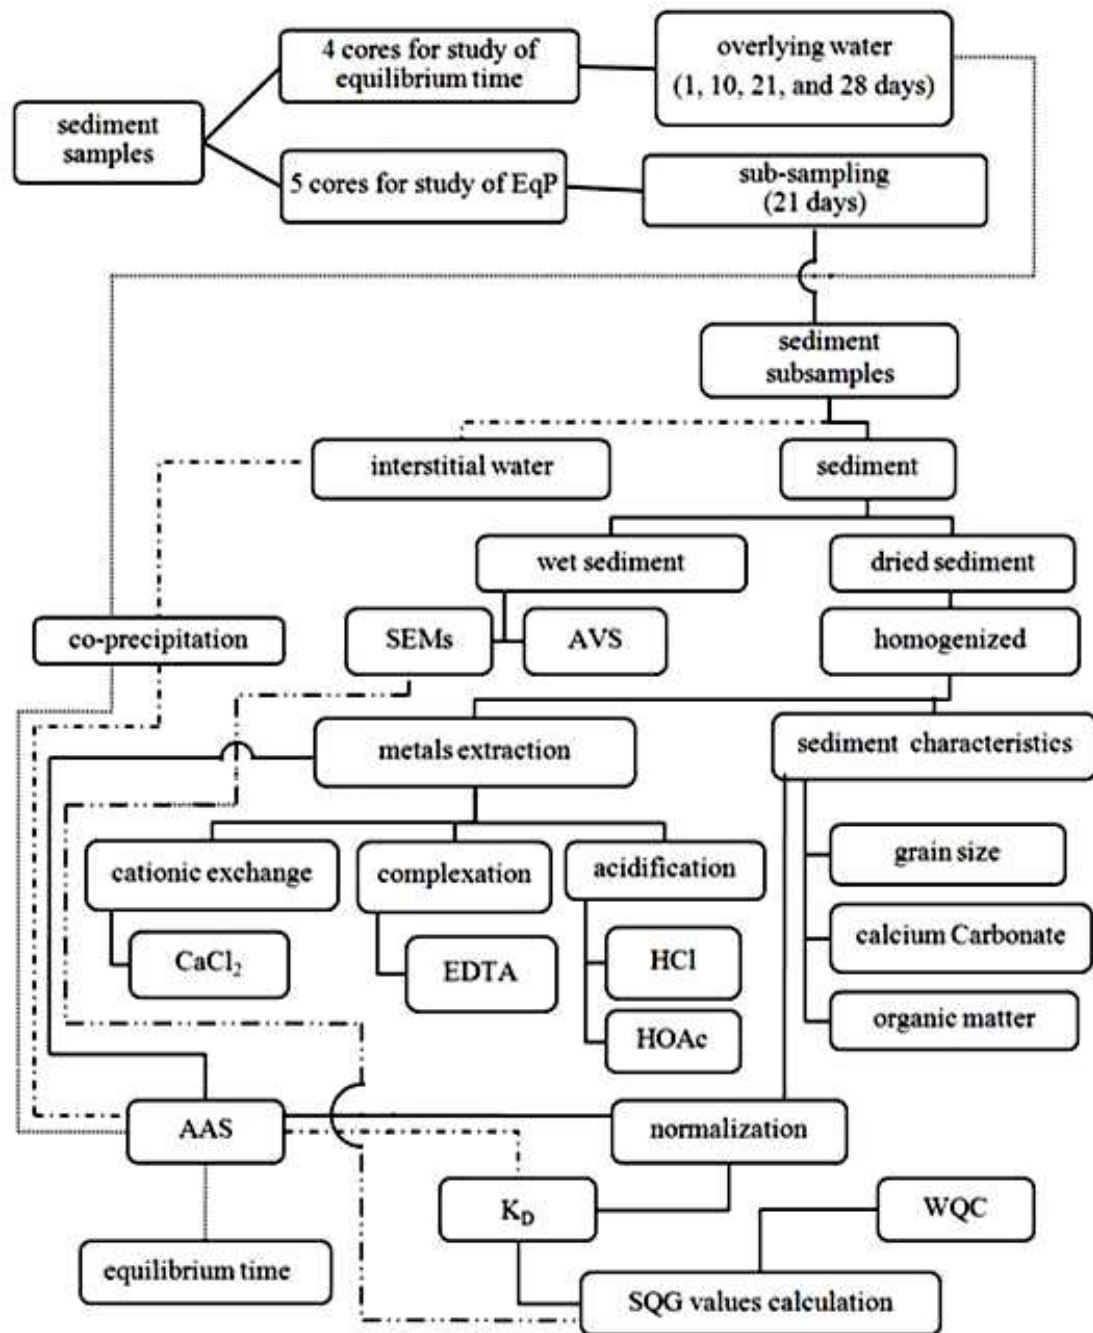 4 cores for study of
equilibrium time
overlying water
(1, 10, 21, and 28 days)
sediment
samples
5 cores for study of EqP
sub-sampling
(21 days)
sediment
subsamples
interstitial water
sediment
wet sediment
dried sediment
co-precipitation
SEMs
AVS
homogenized
metals extraction
sediment characteristics
cationic exchange
complexation
acidification
grain size
CaCl₂
EDTA
HCl
calcium Carbonate
HOAc
organic matter
AAS
normalization
K_D
WQC
equilibrium time
SQG values calculation